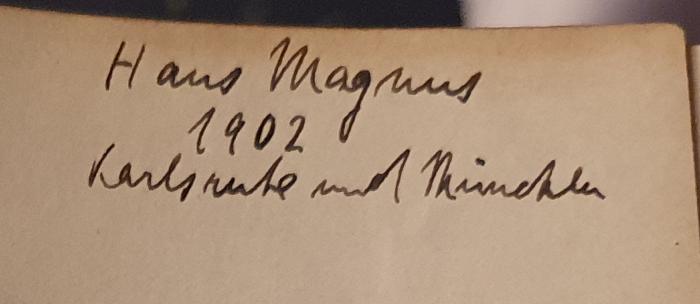 Hans Magnus
1902
Karlsruhe und München